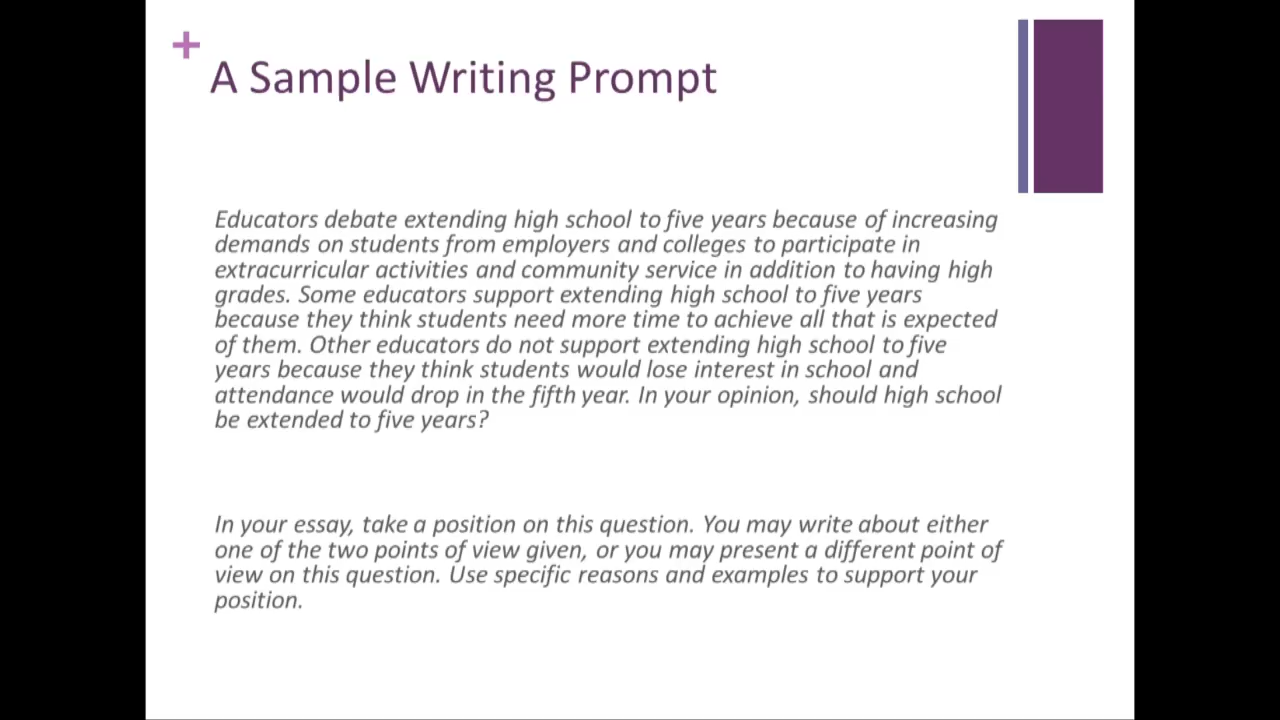 +
A Sample Writing Prompt
Educators debate extending high school to five years because of increasing
demands on students from employers and colleges to participate in
extracurricular activities and community service in addition to having high
grades. Some educators support extending high school to five years
because they think students need more time to achieve all that is expected
of them. Other educators do not support extending high school to five
years because they think students would lose interest in school and
attendance would drop in the fifth year. In your opinion, should high school
be extended to five years?
In your essay, take a position on this question. You may write about either
one of the two points of view given, or you may present a different point of
view on this question. Use specific reasons and examples to support your
position.